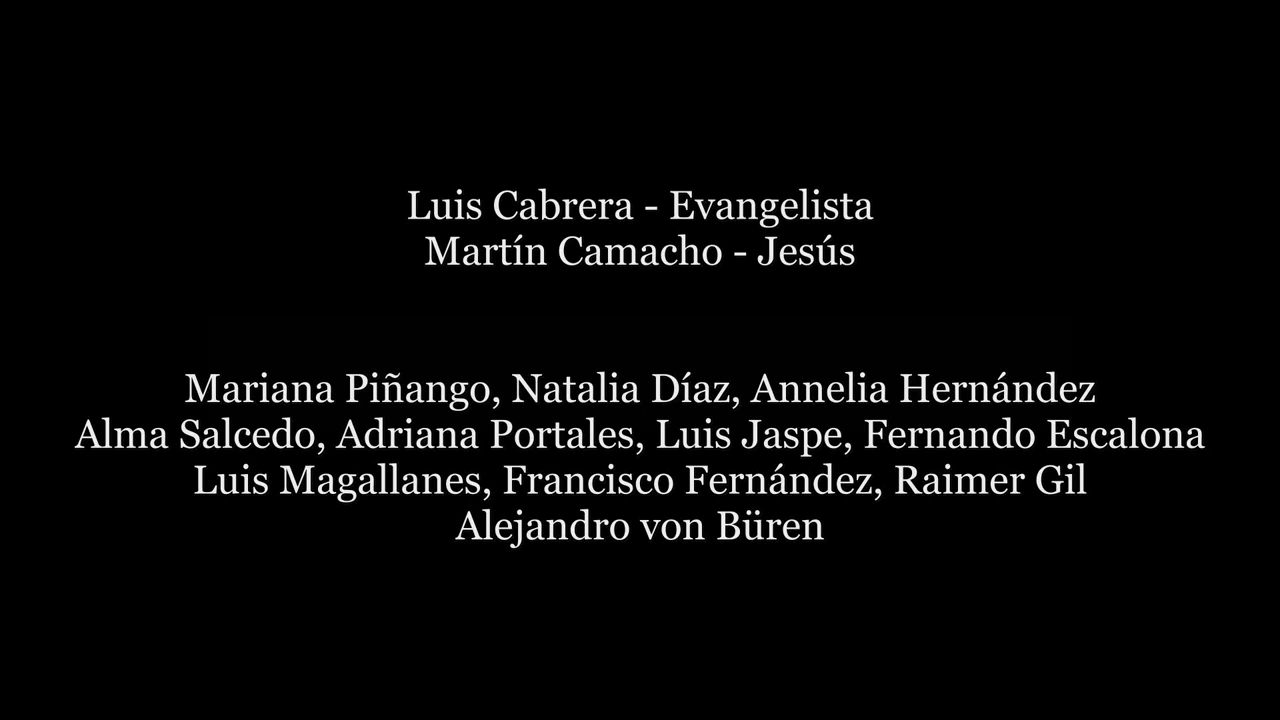 Luis Cabrera - Evangelista
Martín Camacho - Jesús
Mariana Piñango, Natalia Díaz, Annelia Hernández
Alma Salcedo, Adriana Portales, Luis Jaspe, Fernando Escalona
Luis Magallanes, Francisco Fernández, Raimer Gil
Alejandro von Büren